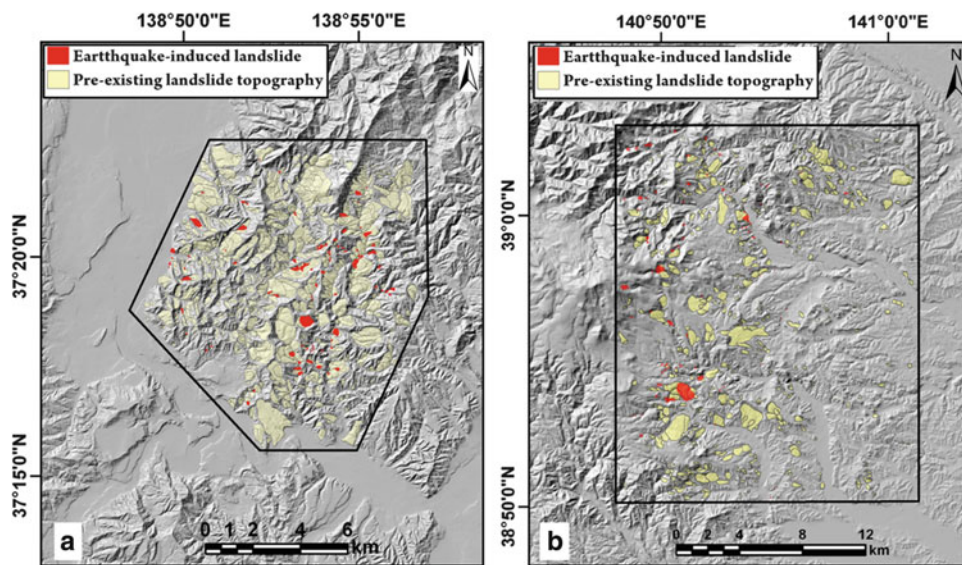 138°50'0"E 138°55'0"E
Eartthquake-induced landslide
Pre-existing landslide topography
N
37°20'0"N
37°15'0"N
0 1 2 4 6
km
a
140°50'0"E 141°0'0"E
Eartthquake-induced landslide
Pre-existing landslide topography
N
39°0'0"N
38°50'0"N
0 2 4 8 12
km
b